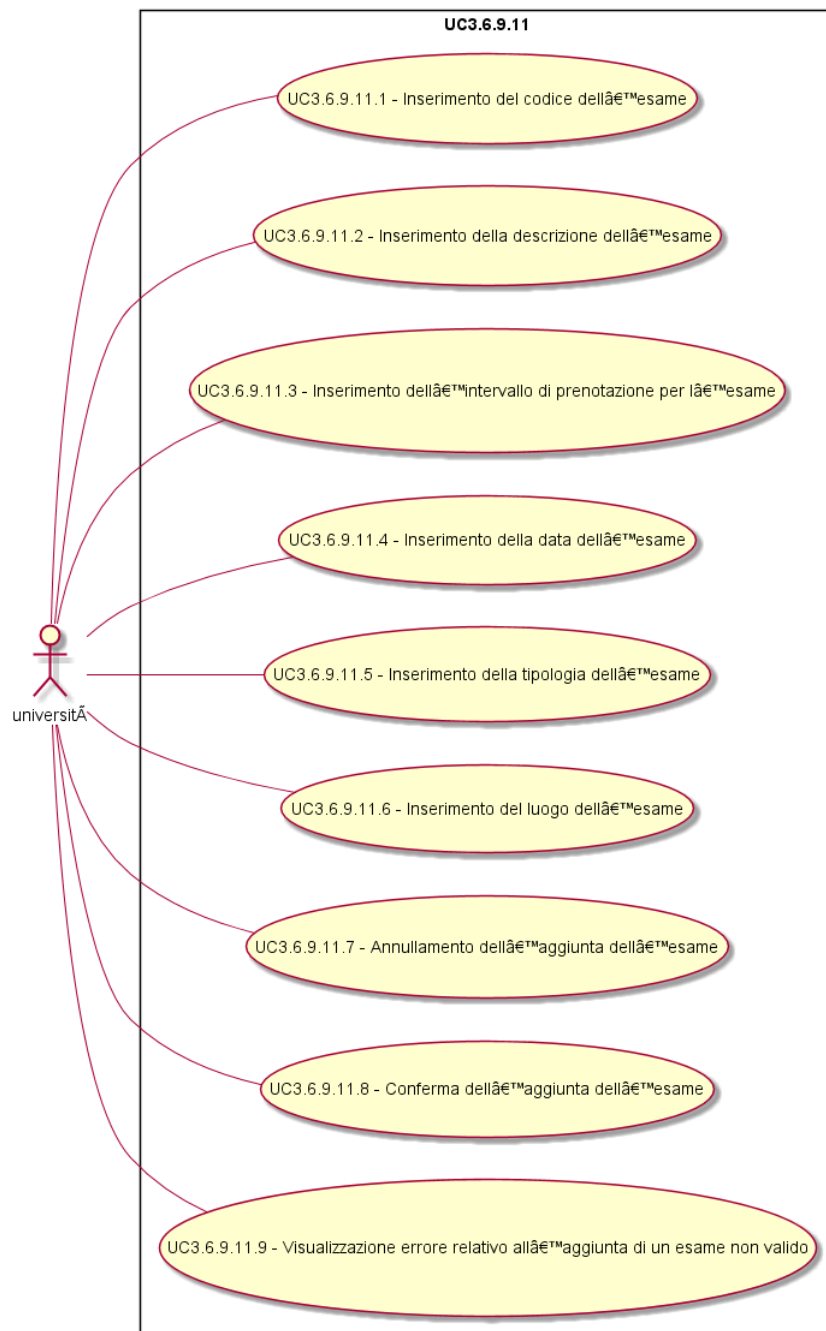 UC3.6.9.11
UC3.6.9.11.1 - Inserimento del codice dellâ€™esame
UC3.6.9.11.2 - Inserimento della descrizione dellâ€™esame
UC3.6.9.11.3 - Inserimento dellâ€™intervallo di prenotazione per lâ€™esame
UC3.6.9.11.4 - Inserimento della data dellâ€™esame
UC3.6.9.11.5 - Inserimento della tipologia dellâ€™esame
universitÃ
UC3.6.9.11.6 - Inserimento del luogo dellâ€™esame
UC3.6.9.11.7 - Annullamento dellâ€™aggiunta dellâ€™esame
UC3.6.9.11.8 - Conferma dellâ€™aggiunta dellâ€™esame
UC3.6.9.11.9 - Visualizzazione errore relativo allâ€™aggiunta di un esame non valido